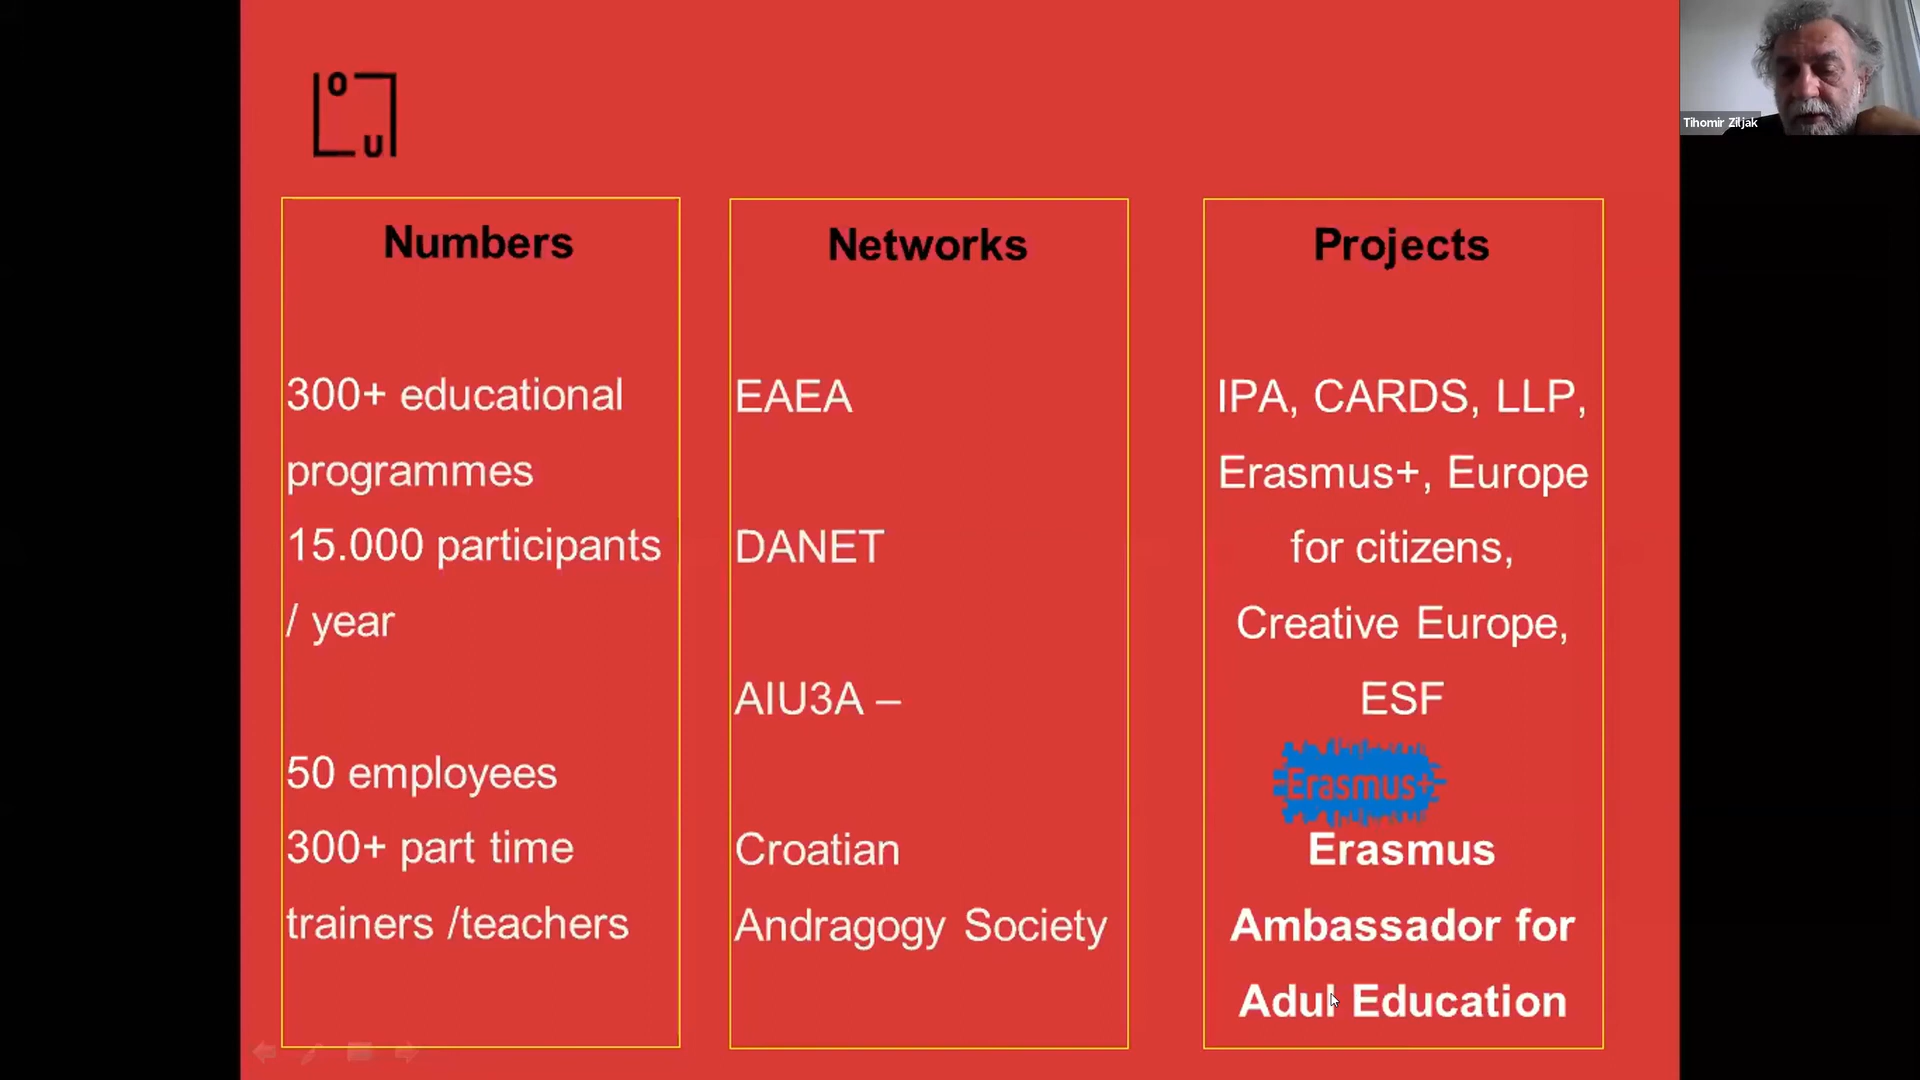 O
U
Tihomir Ziljak
Numbers
300+ educational
programmes
15.000 participants
/ year
50 employees
300+ part time
trainers /teachers
Networks
EAEA
DANET
AIU3A –
Croatian
Andragogy Society
Projects
IPA, CARDS, LLP,
Erasmus+, Europe
for citizens,
Creative Europe,
ESF
Erasmus+
Erasmus
Ambassador for
Adul Education